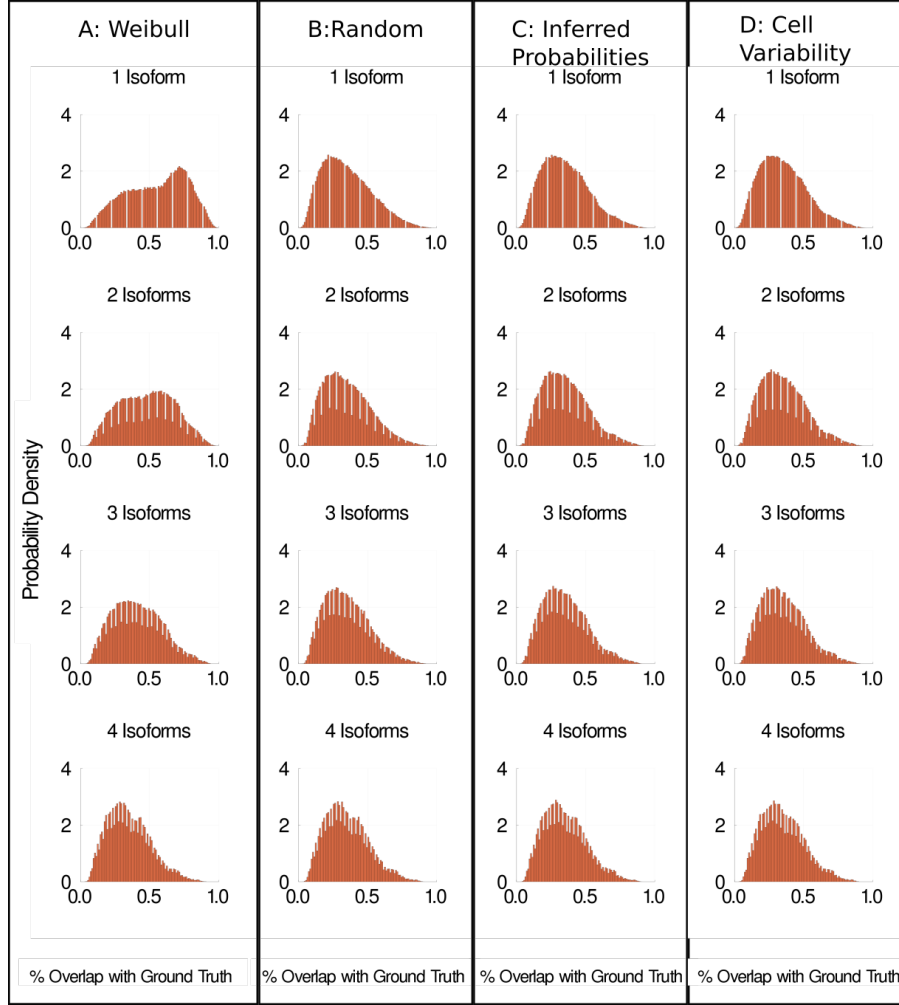 A: Weibull
B:Random
C: Inferred
Probabilities
D: Cell
Variability
1 Isoform
1 Isoform
1 Isoform
1 Isoform
4
2
0
0.0 0.5 1.0
4
2
0
0.0 0.5 1.0
4
2
0
0.0 0.5 1.0
4
2
0
0.0 0.5 1.0
2 Isoforms
2 Isoforms
2 Isoforms
2 Isoforms
4
2
0
0.0 0.5 1.0
4
2
0
0.0 0.5 1.0
4
2
0
0.0 0.5 1.0
4
2
0
0.0 0.5 1.0
Probability Density
3 Isoforms
3 Isoforms
3 Isoforms
3 Isoforms
4
2
0
0.0 0.5 1.0
4
2
0
0.0 0.5 1.0
4
2
0
0.0 0.5 1.0
4
2
0
0.0 0.5 1.0
4 Isoforms
4 Isoforms
4 Isoforms
4 Isoforms
4
2
0
0.0 0.5 1.0
4
2
0
0.0 0.5 1.0
4
2
0
0.0 0.5 1.0
4
2
0
0.0 0.5 1.0
% Overlap with Ground Truth
% Overlap with Ground Truth
% Overlap with Ground Truth
% Overlap with Ground Truth